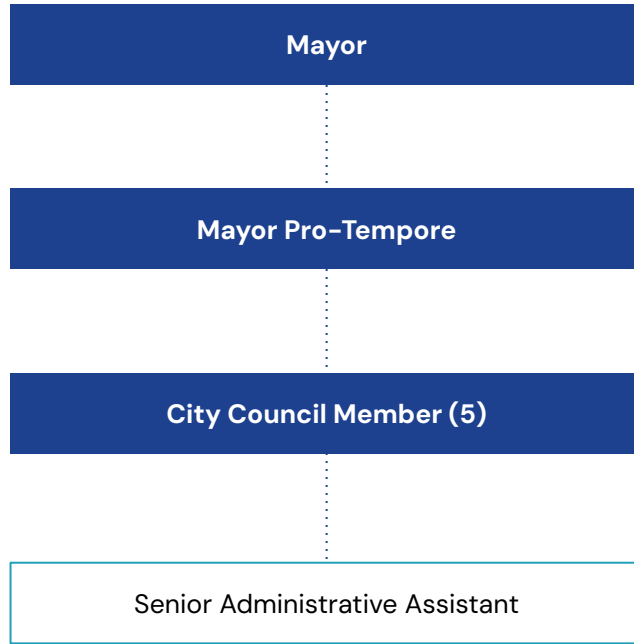 Mayor
Mayor Pro-Tempore
City Council Member (5)
Senior Administrative Assistant